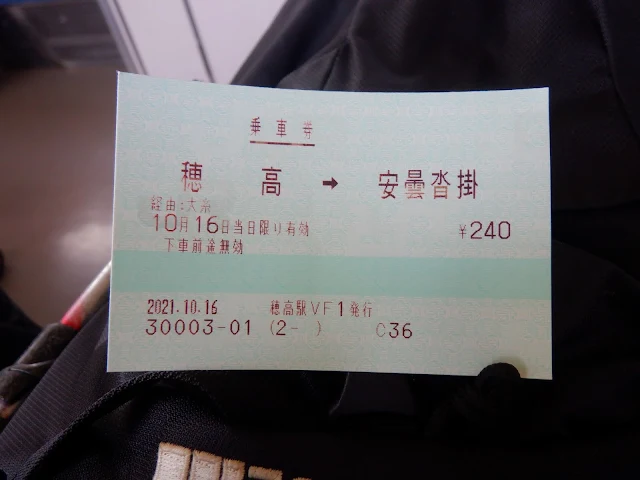 乗車券
穂高 → 安曇沓掛
経由:大糸
10月16日当日限り有効
¥240
下車前途無効
2021.10.16 穂高駅VF1発行
30003-01 (2- ) C36